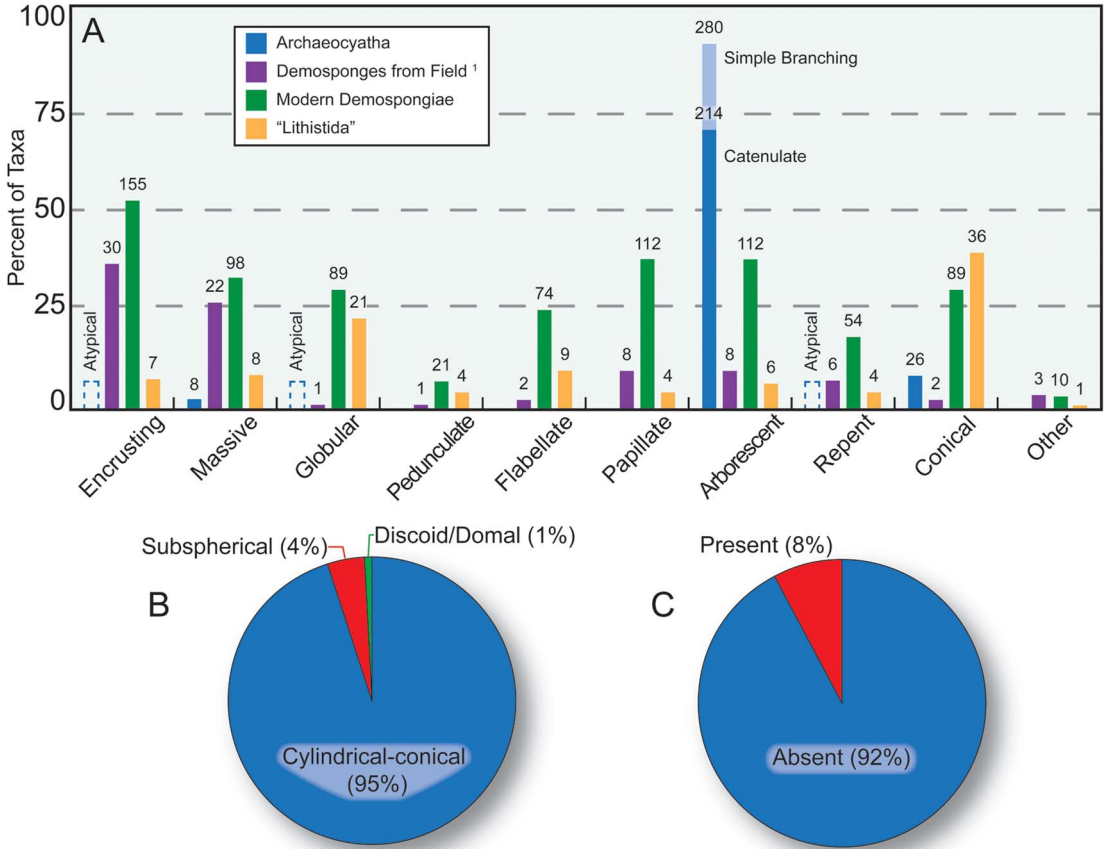 A
Percent of Taxa
100
75
50
25
0
Archaeocyatha
Demosponges from Field 1
Modern Demospongiae
“Lithistida”
Atypical
30
155
7
8
22
98
8
Atypical
1
89
21
1
21
4
2
74
9
8
112
4
280
Simple Branching
214
Catenulate
8
112
6
Atypical
6
54
4
26
2
89
36
3
10
1
Encrusting
Massive
Globular
Pedunculate
Flabellate
Papillate
Arborescent
Repent
Conical
Other
B
Subspherical (4%)
Discoid/Domal (1%)
Cylindrical-conical
(95%)
C
Present (8%)
Absent (92%)